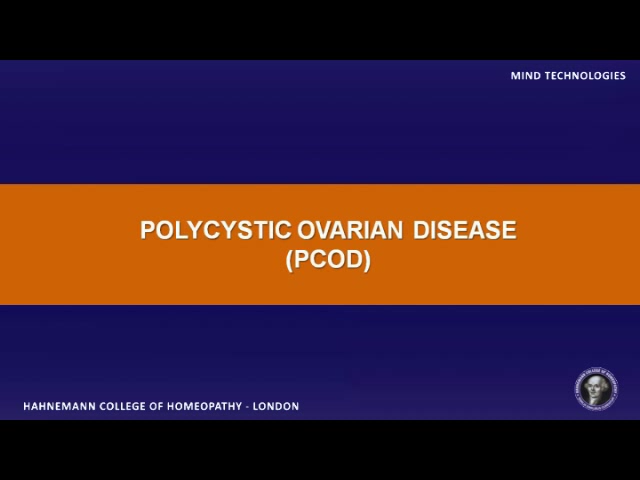 MIND TECHNOLOGIES
POLYCYSTIC OVARIAN DISEASE
(PCOD)
HAHNEMANN COLLEGE OF HOMEOPATHY - LONDON